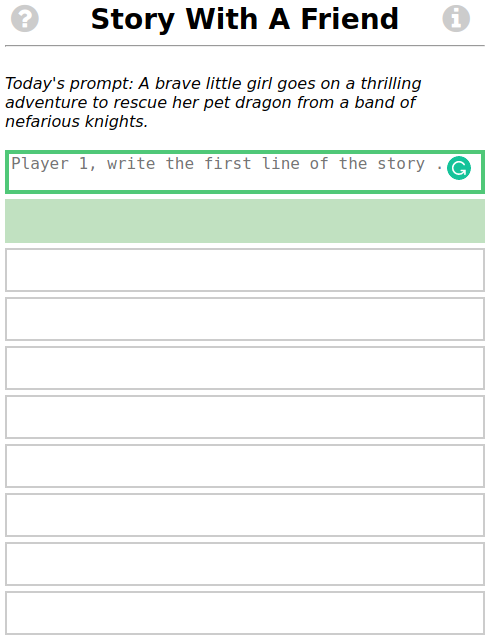 Story With A Friend
Today's prompt: A brave little girl goes on a thrilling
adventure to rescue her pet dragon from a band of
nefarious knights.
Player 1, write the first line of the story .